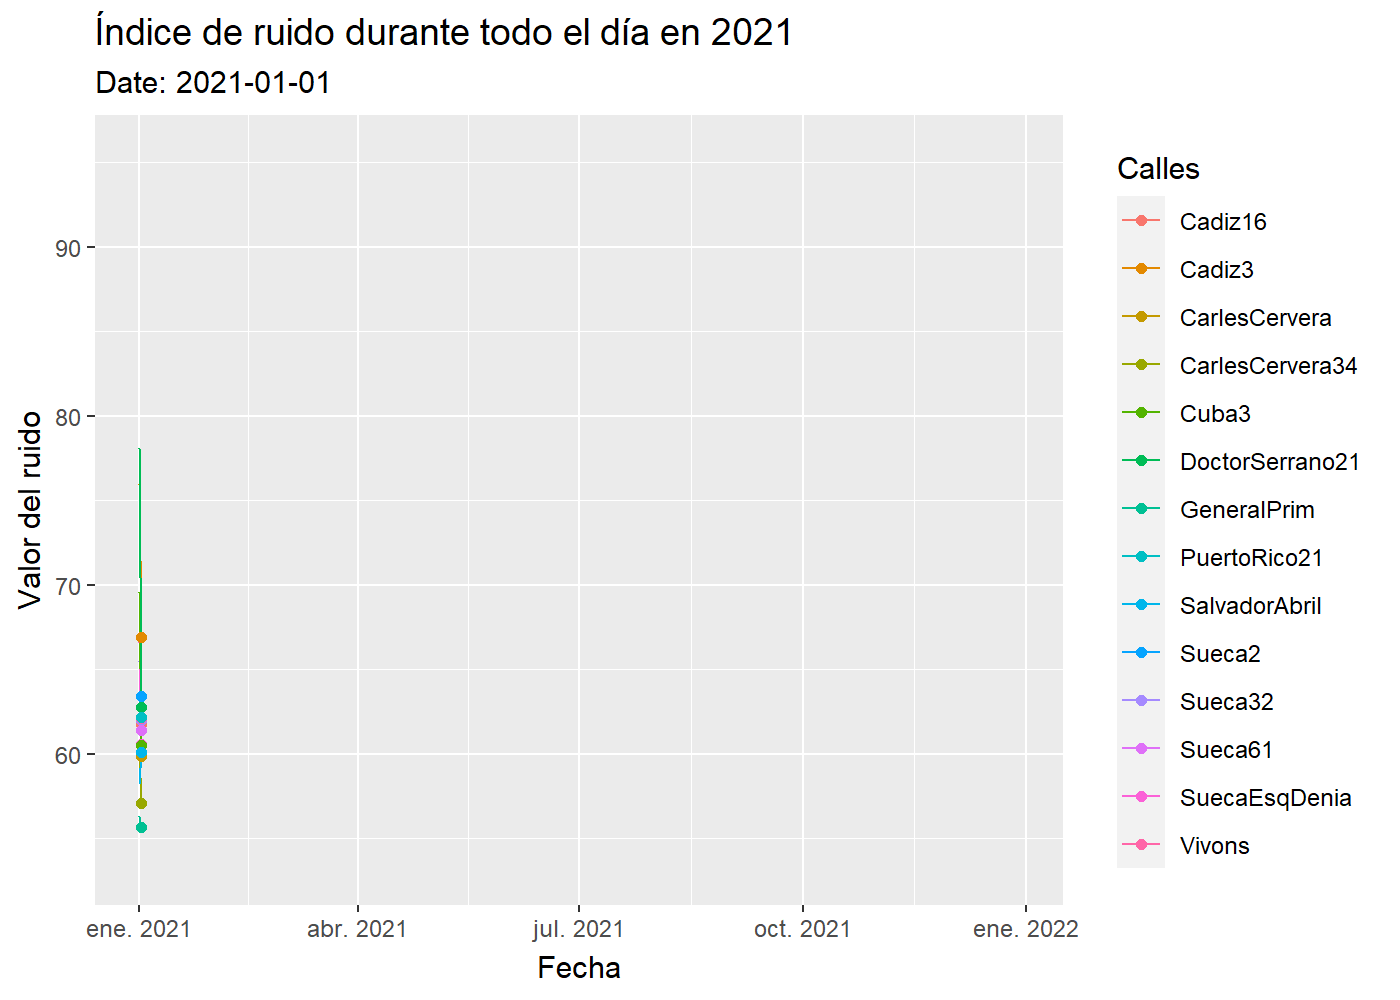 Índice de ruido durante todo el día en 2021
Date: 2021-01-01
Valor del ruido
90
80
70
60
ene. 2021
abr. 2021
jul. 2021
oct. 2021
ene. 2022
Fecha
Calles
Cadiz16
Cadiz3
CarlesCervera
CarlesCervera34
Cuba3
DoctorSerrano21
GeneralPrim
PuertoRico21
SalvadorAbril
Sueca2
Sueca32
Sueca61
SuecaEsqDenia
Vivons